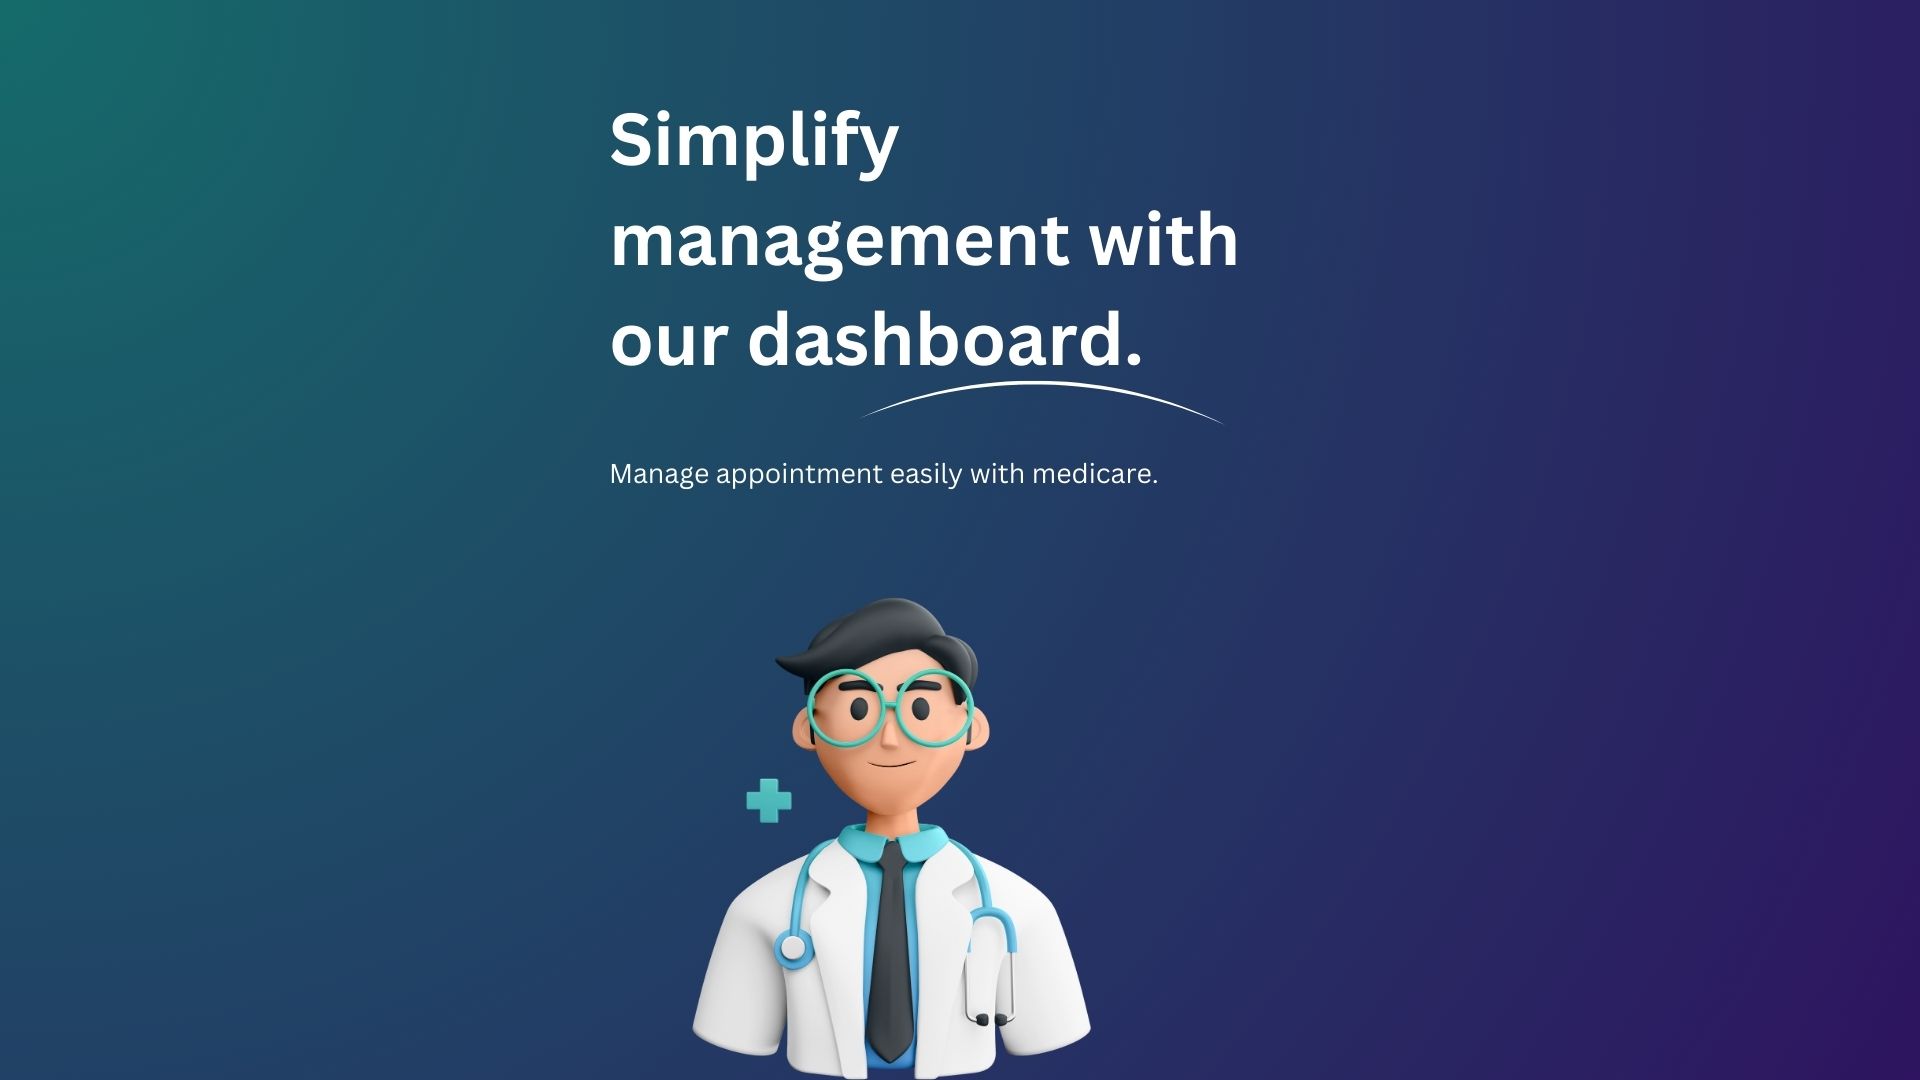 Simplify
management with
our dashboard.
Manage appointment easily with medicare.